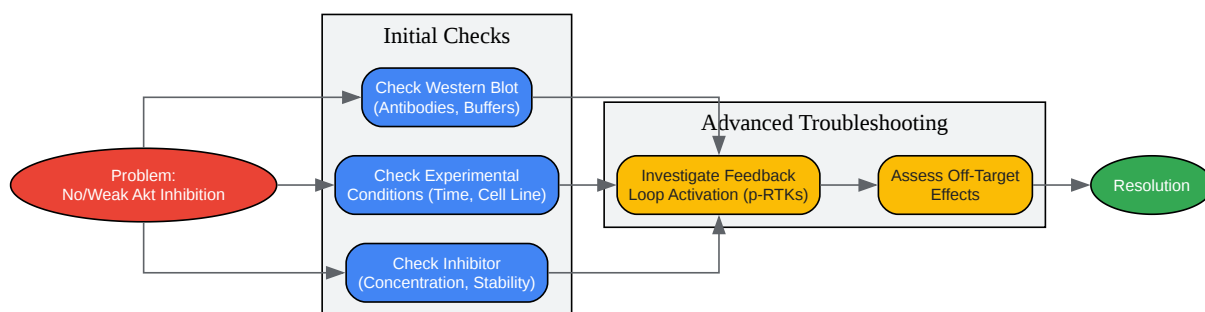 Initial Checks
Check Western Blot
(Antibodies, Buffers)
Advanced Troubleshooting
Problem:
No/Weak Akt Inhibition
Check Experimental
Conditions (Time, Cell Line)
Investigate Feedback
Loop Activation (p-RTKs)
Assess Off-Target
Effects
Resolution
Check Inhibitor
(Concentration, Stability)